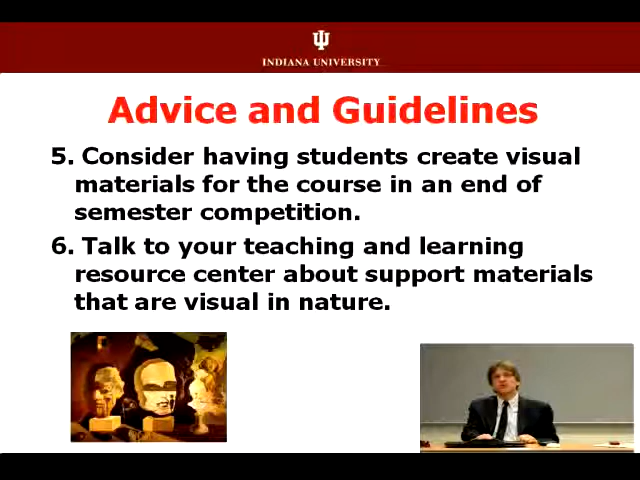 INDIANA UNIVERSITY
Advice and Guidelines
5. Consider having students create visual
materials for the course in an end of
semester competition.
6. Talk to your teaching and learning
resource center about support materials
that are visual in nature.